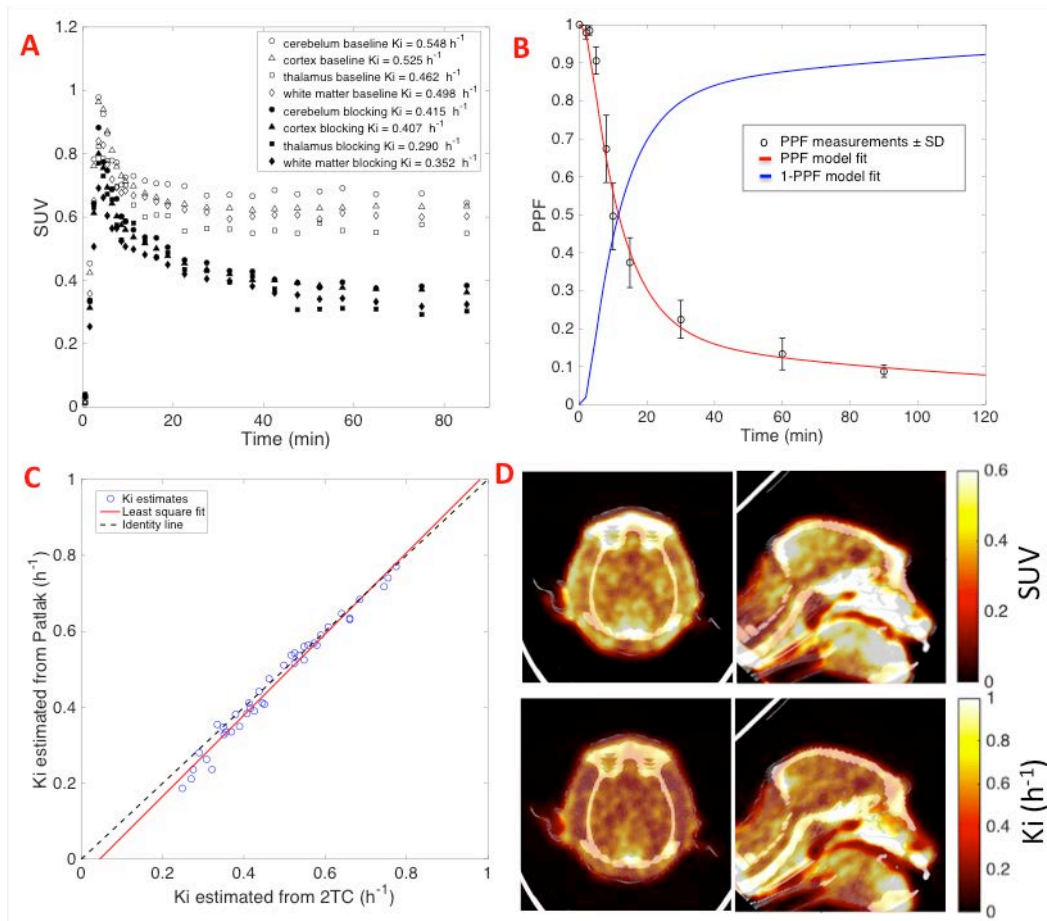 A
SUV
1.2
1
0.8
0.6
0.4
0.2
0
0
20
40
60
80
Time (min)
cerebelum baseline Ki = 0.548 h-1
cortex baseline Ki = 0.525 h-1
thalamus baseline Ki = 0.462 h-1
white matter baseline Ki = 0.498 h-1
cerebelum blocking Ki = 0.415 h-1
cortex blocking Ki = 0.407 h-1
thalamus blocking Ki = 0.290 h-1
white matter blocking Ki = 0.352 h-1
B
PPF
1
0.9
0.8
0.7
0.6
0.5
0.4
0.3
0.2
0.1
0
0
20
40
60
80
100
120
Time (min)
PPF measurements ± SD
PPF model fit
1-PPF model fit
C
Ki estimated from Patlak (h-1)
1
0.8
0.6
0.4
0.2
0
0
0.2
0.4
0.6
0.8
1
Ki estimated from 2TC (h-1)
Ki estimates
Least square fit
Identity line
D
0.6
0.4
0.2
0
SUV
1
0.8
0.6
0.4
0.2
0
Ki (h-1)